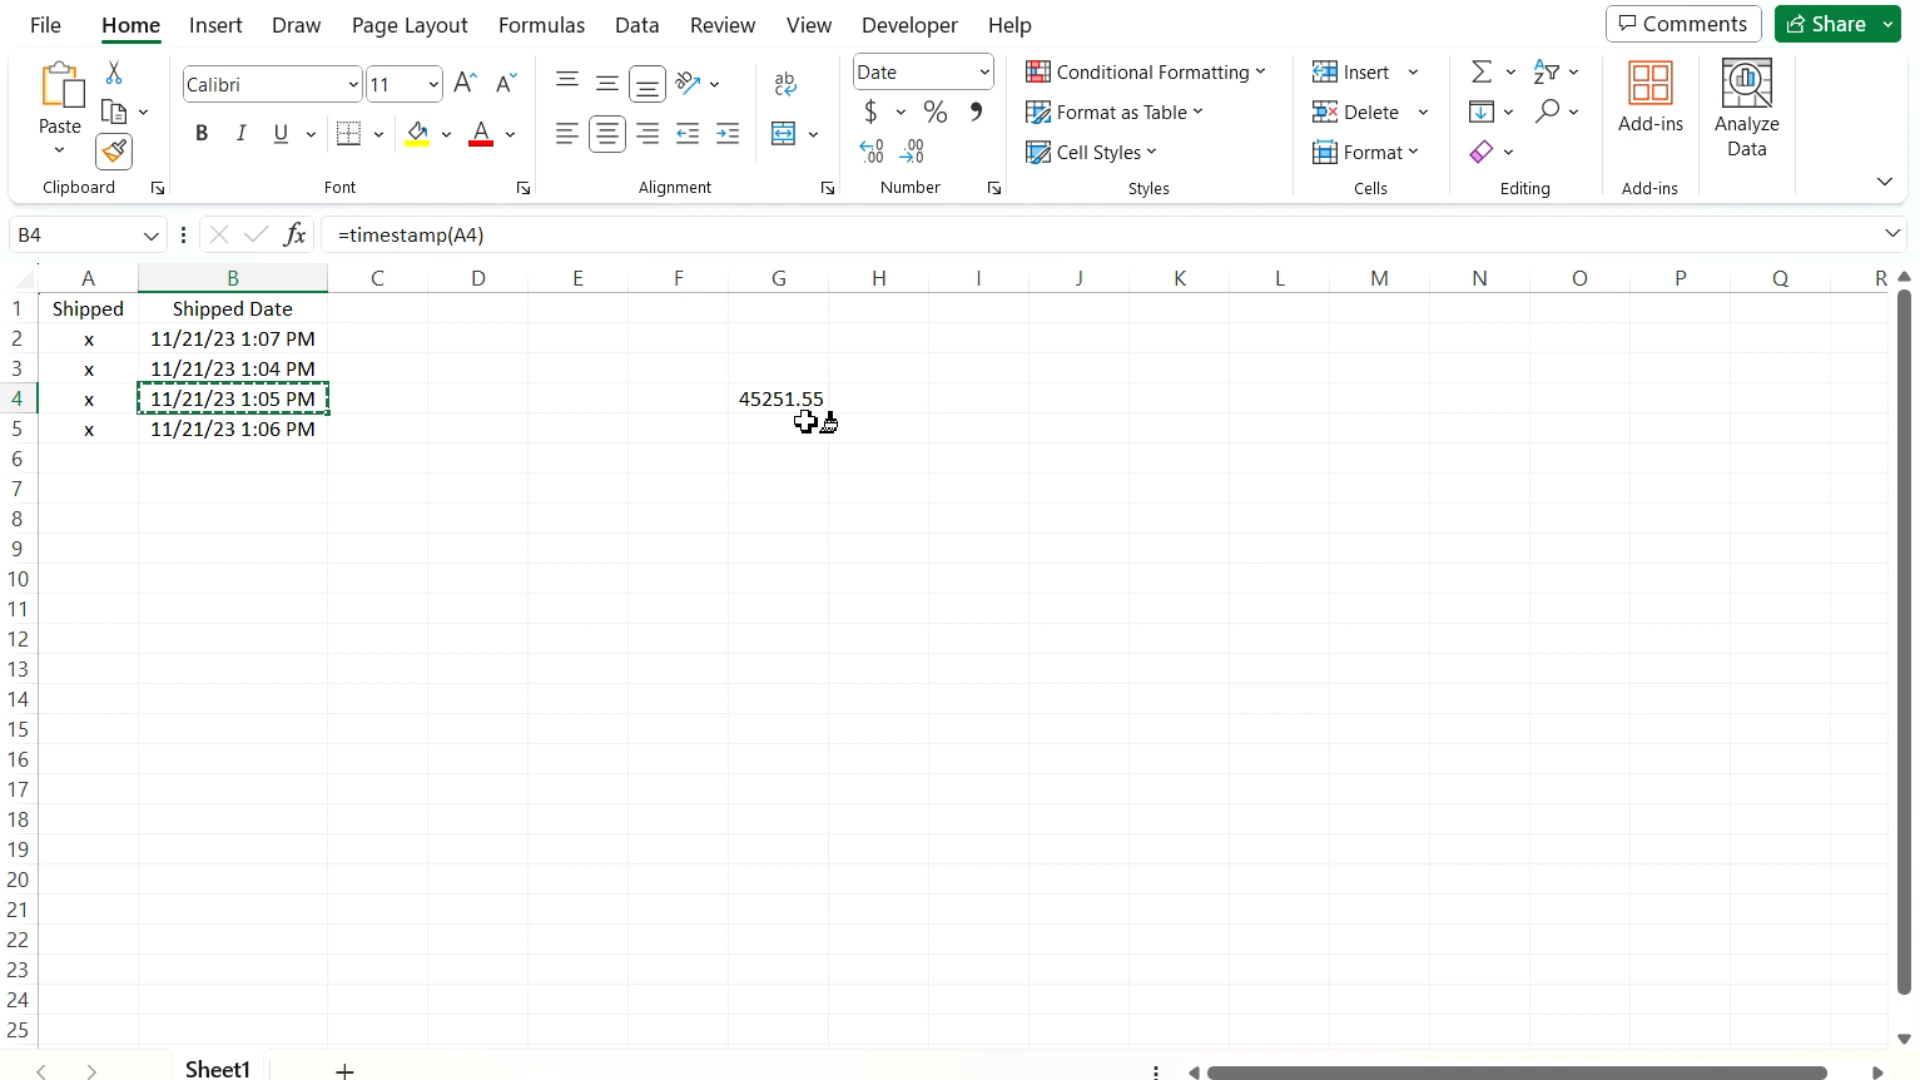 File Home Insert Draw Page Layout Formulas Data Review View Developer Help Comments Share
Paste
Clipboard
Calibri 11
B I U A
Font
ab
Alignment
Date
$ % 9
.00 .00
Number
Conditional Formatting
Format as Table
Cell Styles
Styles
Insert
Delete
Format
Cells
Editing
Add-ins
Add-ins
Analyze
Data
B4 fx =timestamp(A4)
A B C D E F G H I J K L M N O P Q R
1 Shipped Shipped Date
2 x 11/21/23 1:07 PM
3 x 11/21/23 1:04 PM
4 x 11/21/23 1:05 PM 45251.55
5 x 11/21/23 1:06 PM
6
7
8
9
10
11
12
13
14
15
16
17
18
19
20
21
22
23
24
25
Sheet1 +